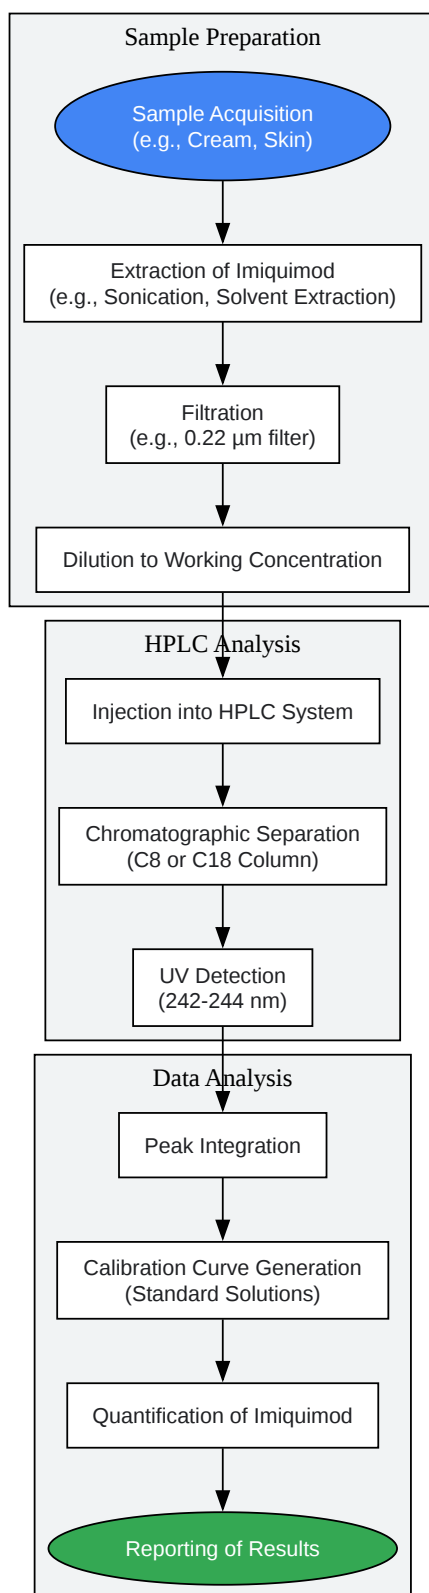 Sample Preparation
Sample Acquisition
(e.g., Cream, Skin)
Extraction of Imiquimod
(e.g., Sonication, Solvent Extraction)
Filtration
(e.g., 0.22 µm filter)
Dilution to Working Concentration
HPLC Analysis
Injection into HPLC System
Chromatographic Separation
(C8 or C18 Column)
UV Detection
(242-244 nm)
Data Analysis
Peak Integration
Calibration Curve Generation
(Standard Solutions)
Quantification of Imiquimod
Reporting of Results